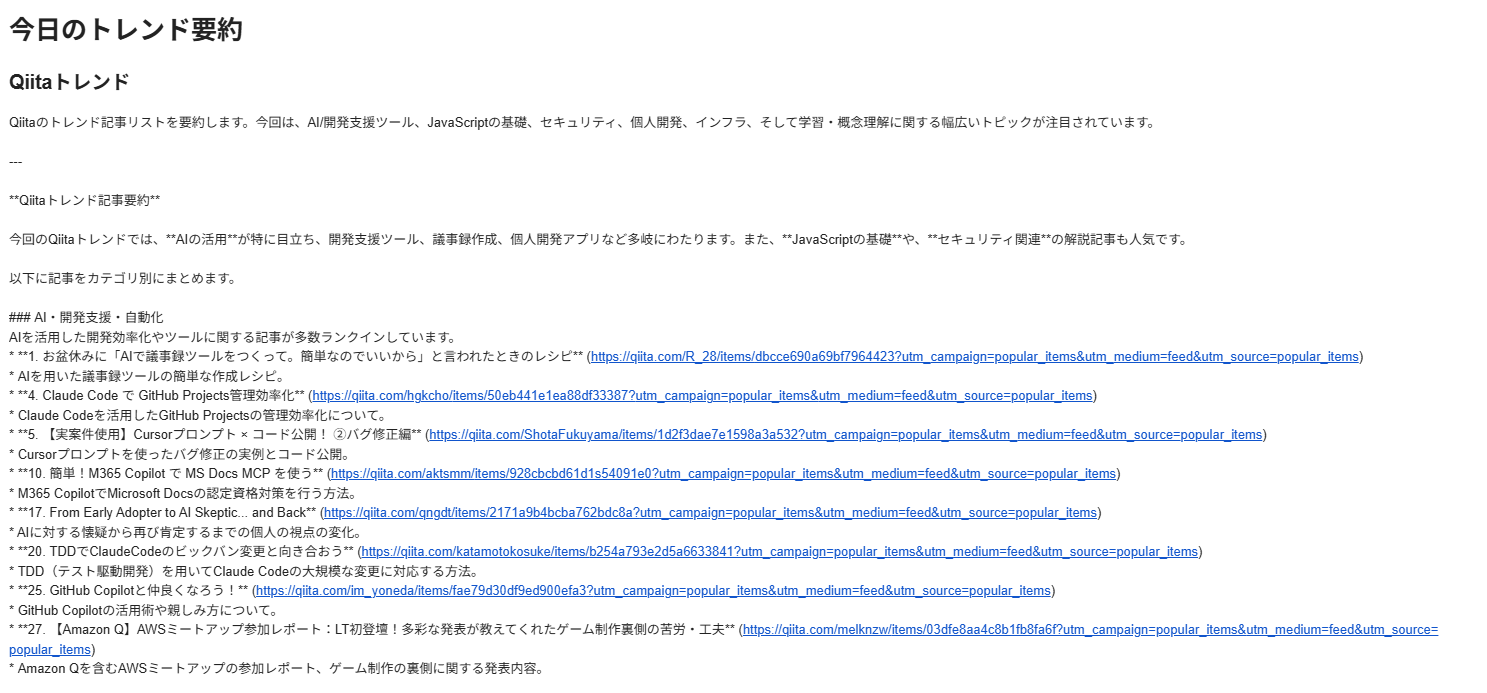 今日のトレンド要約
Qiitaトレンド
Qiitaのトレンド記事リストを要約します。今回は、AI/開発支援ツール、JavaScriptの基礎、セキュリティ、個人開発、インフラ、そして学習・概念理解に関する幅広いトピックが注目されています。
---
**Qiitaトレンド記事要約**
今回のQiitaトレンドでは、**AIの活用**が特に目立ち、開発支援ツール、議事録作成、個人開発アプリなど多岐にわたります。また、**JavaScriptの基礎**や、**セキュリティ関連**の解説記事も人気です。
以下に記事をカテゴリ別にまとめます。
### AI・開発支援・自動化
AIを活用した開発効率化やツールに関する記事が多数ランクインしています。
* **1. お盆休みに「AIで議事録ツールをつくって。簡単なのでいいから」と言われたときのレシピ** (https://qiita.com/R_28/items/dbcce690a69bf7964423?utm_campaign=popular_items&utm_medium=feed&utm_source=popular_items)
* AIを用いた議事録ツールの簡単な作成レシピ。
* **4. Claude Code で GitHub Projects管理効率化** (https://qiita.com/hgkcho/items/50eb441e1ea88df33387?utm_campaign=popular_items&utm_medium=feed&utm_source=popular_items)
* Claude Codeを活用したGitHub Projectsの管理効率化について。
* **5. 【実案件使用】Cursorプロンプト × コード公開！ ②バグ修正編** (https://qiita.com/ShotaFukuyama/items/1d2f3dae7e1598a3a532?utm_campaign=popular_items&utm_medium=feed&utm_source=popular_items)
* Cursorプロンプトを使ったバグ修正の実例とコード公開。
* **10. 簡単！M365 Copilot で MS Docs MCP を使う** (https://qiita.com/aktsmm/items/928cbcbd61d1s54091e0?utm_campaign=popular_items&utm_medium=feed&utm_source=popular_items)
* M365 CopilotでMicrosoft Docsの認定資格対策を行う方法。
* **17. From Early Adopter to AI Skeptic... and Back** (https://qiita.com/qngdt/items/2171a9b4bcba762bdc8a?utm_campaign=popular_items&utm_medium=feed&utm_source=popular_items)
* AIに対する懐疑から再び肯定するまでの個人の視点の変化。
* **20. TDDでClaudeCodeのビックバン変更と向き合おう** (https://qiita.com/katamotokosuke/items/b254a793e2d5a6633841?utm_campaign=popular_items&utm_medium=feed&utm_source=popular_items)
* TDD（テスト駆動開発）を用いてClaude Codeの大規模な変更に対応する方法。
* **25. GitHub Copilotと仲良くなろう！** (https://qiita.com/im_yoneda/items/fae79d30df9ed900efa3?utm_campaign=popular_items&utm_medium=feed&utm_source=popular_items)
* GitHub Copilotの活用術や親しみ方について。
* **27. 【Amazon Q】AWSミートアップ参加レポート：LT初登壇！多彩な発表が教えてくれたゲーム制作裏側の苦労・工夫** (https://qiita.com/melknzw/items/03dfe8aa4c8b1fb8fa6f?utm_campaign=popular_items&utm_medium=feed&utm_source=
popular_items)
* Amazon Qを含むAWSミートアップの参加レポート、ゲーム制作の裏側に関する発表内容。